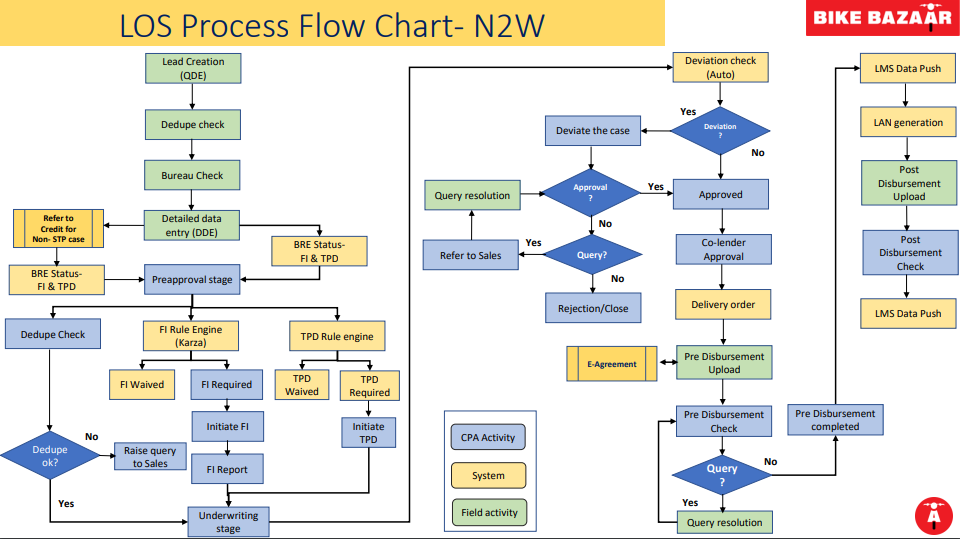 LOS Process Flow Chart- N2W
BIKE BAZAAR
Lead Creation
(QDE)
Dedupe check
Bureau Check
Detailed data
entry (DDE)
Refer to
Credit for
Non- STP case
BRE Status-
FI & TPD
BRE Status-
FI & TPD
Preapproval stage
Dedupe Check
FI Rule Engine
(Karza)
TPD Rule engine
FI Waived
FI Required
TPD
Waived
TPD
Required
Initiate FI
Initiate
TPD
Dedupe
ok?
No
Raise query
to Sales
FI Report
Yes
Underwriting
stage
Deviation check
(Auto)
Yes
Deviation
?
No
Deviate the case
Approval
?
Yes
No
Query resolution
Approved
Refer to Sales
Yes
Query?
No
Co-lender
Approval
Rejection/Close
Delivery order
E-Agreement
Pre Disbursement
Upload
Pre Disbursement
Check
Pre Disbursement
completed
Query
?
No
Yes
Query resolution
CPA Activity
System
Field activity
LMS Data Push
LAN generation
Post
Disbursement
Upload
Post
Disbursement
Check
LMS Data Push